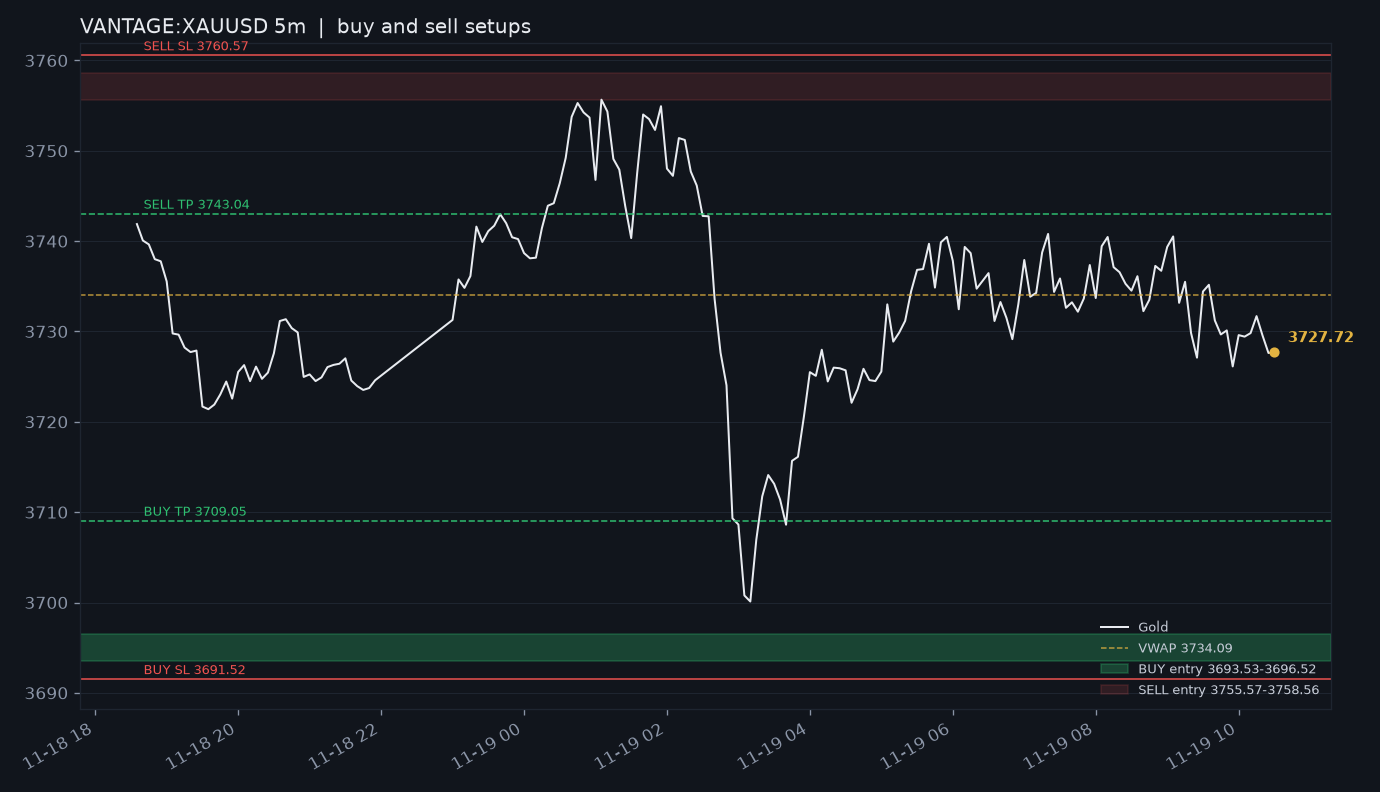 VANTAGE:XAUUSD 5m | buy and sell setups
SELL SL 3760.57
3760
3750
SELL TP 3743.04
3740
3730
3727.72
3720
BUY TP 3709.05
3710
3700
Gold
VWAP 3734.09
BUY entry 3693.53-3696.52
SELL entry 3755.57-3758.56
BUY SL 3691.52
3690
11-18 18
11-18 20
11-18 22
11-19 00
11-19 02
11-19 04
11-19 06
11-19 08
11-19 10